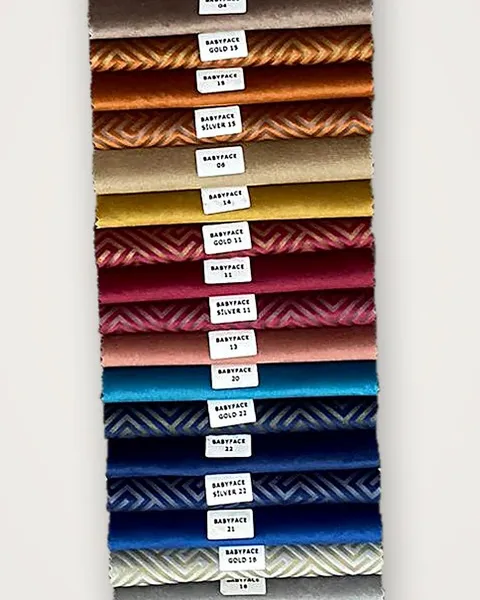 04
BABYFACE
GOLD 15
BABYFACE
15
BABYFACE
SİLVER 15
BABYFACE
06
BABYFACE
14
BABYFACE
GOLD 11
BABYFACE
11
BABYFACE
SİLVER 11
BABYFACE
13
BABYFACE
20
BABYFACE
GOLD 22
BABYFACE
22
BABYFACE
SİLVER 22
BABYFACE
21
BABYFACE
GOLD 18
BABYFACE
18